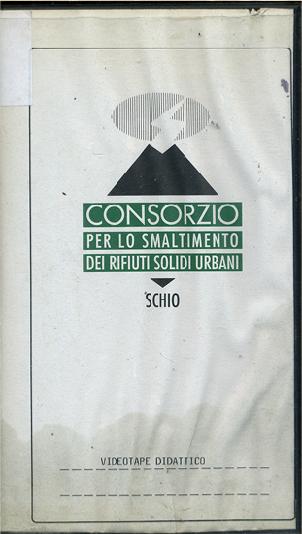 CONSORZIO
PER LO SMALTIMENTO
DEI RIFIUTI SOLIDI URBANI
SCHIO
VIDEOTAPE DIDATTICO